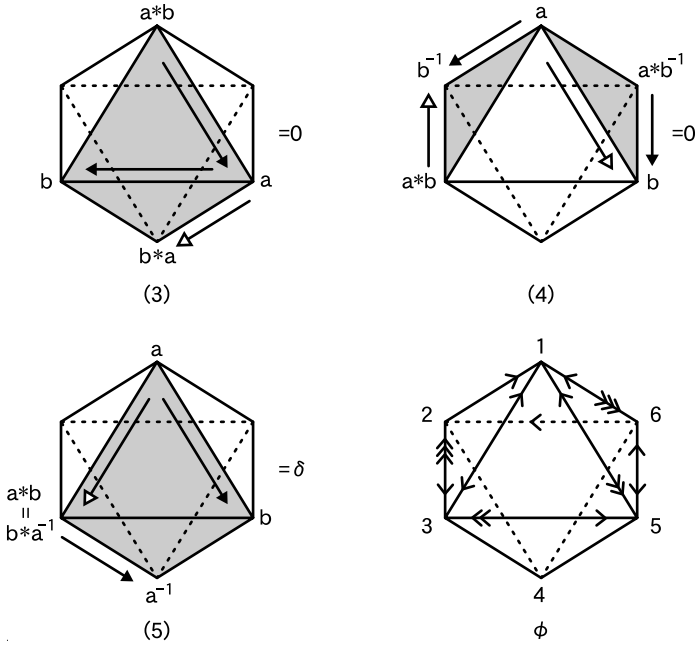 a*b
=0
b
a
b*a
(3)
a
b⁻¹
a*b⁻¹
=0
a*b
b
(4)
a
=δ
a*b
=
b*a⁻¹
b
a⁻¹
(5)
1
2
6
3
5
4
ϕ